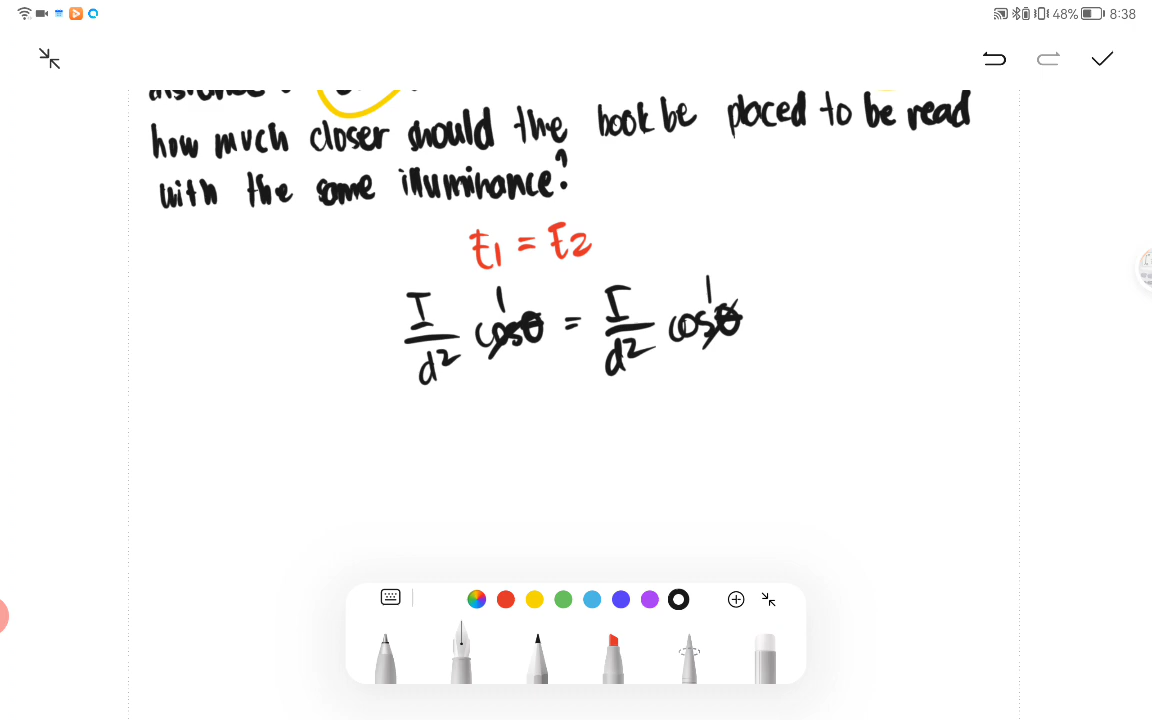 48% 8:38
how much closer should the book be placed to be read
with the same illuminance?
E1 = E2
I/d² cosθ 1 = I/d² cosθ 1